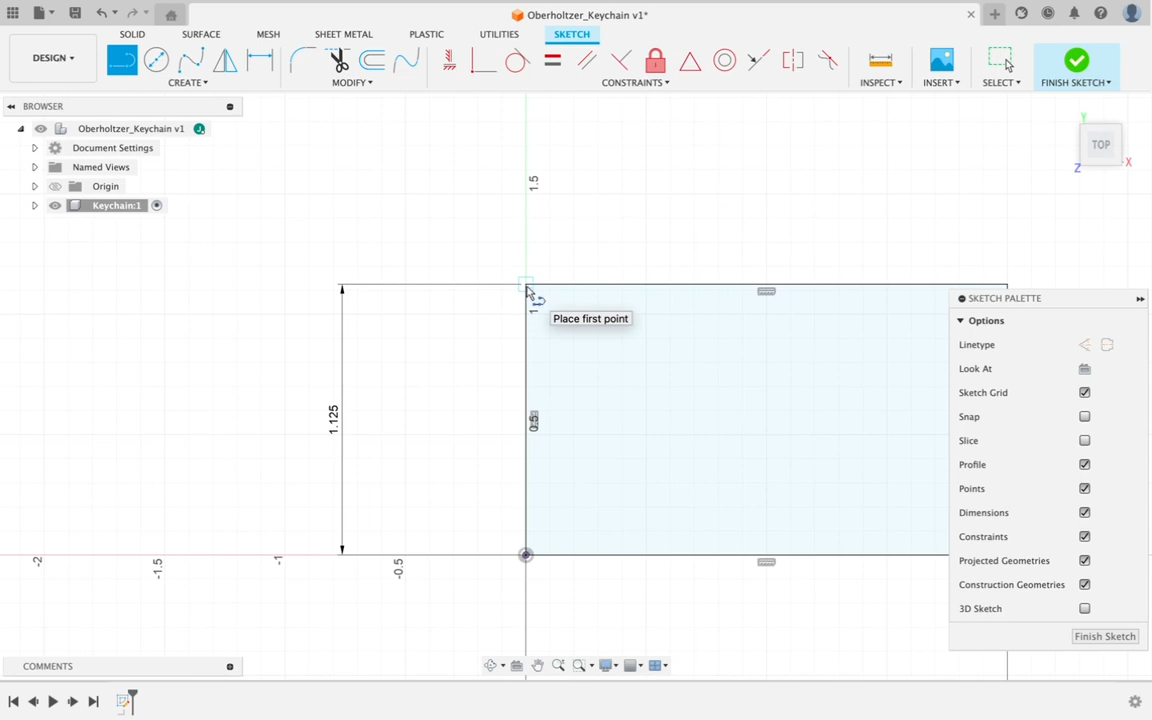 Oberholtzer_Keychain v1*
DESIGN
SOLID
SURFACE
MESH
SHEET METAL
PLASTIC
UTILITIES
SKETCH
CREATE
MODIFY
CONSTRAINTS
INSPECT
INSERT
SELECT
FINISH SKETCH
BROWSER
Oberholtzer_Keychain v1
Document Settings
Named Views
Origin
Keychain:1
TOP
Y
X
Z
1.5
1
0.5
1.125
-2
-1.5
-1
-0.5
Place first point
SKETCH PALETTE
Options
Linetype
Look At
Sketch Grid
Snap
Slice
Profile
Points
Dimensions
Constraints
Projected Geometries
Construction Geometries
3D Sketch
Finish Sketch
COMMENTS